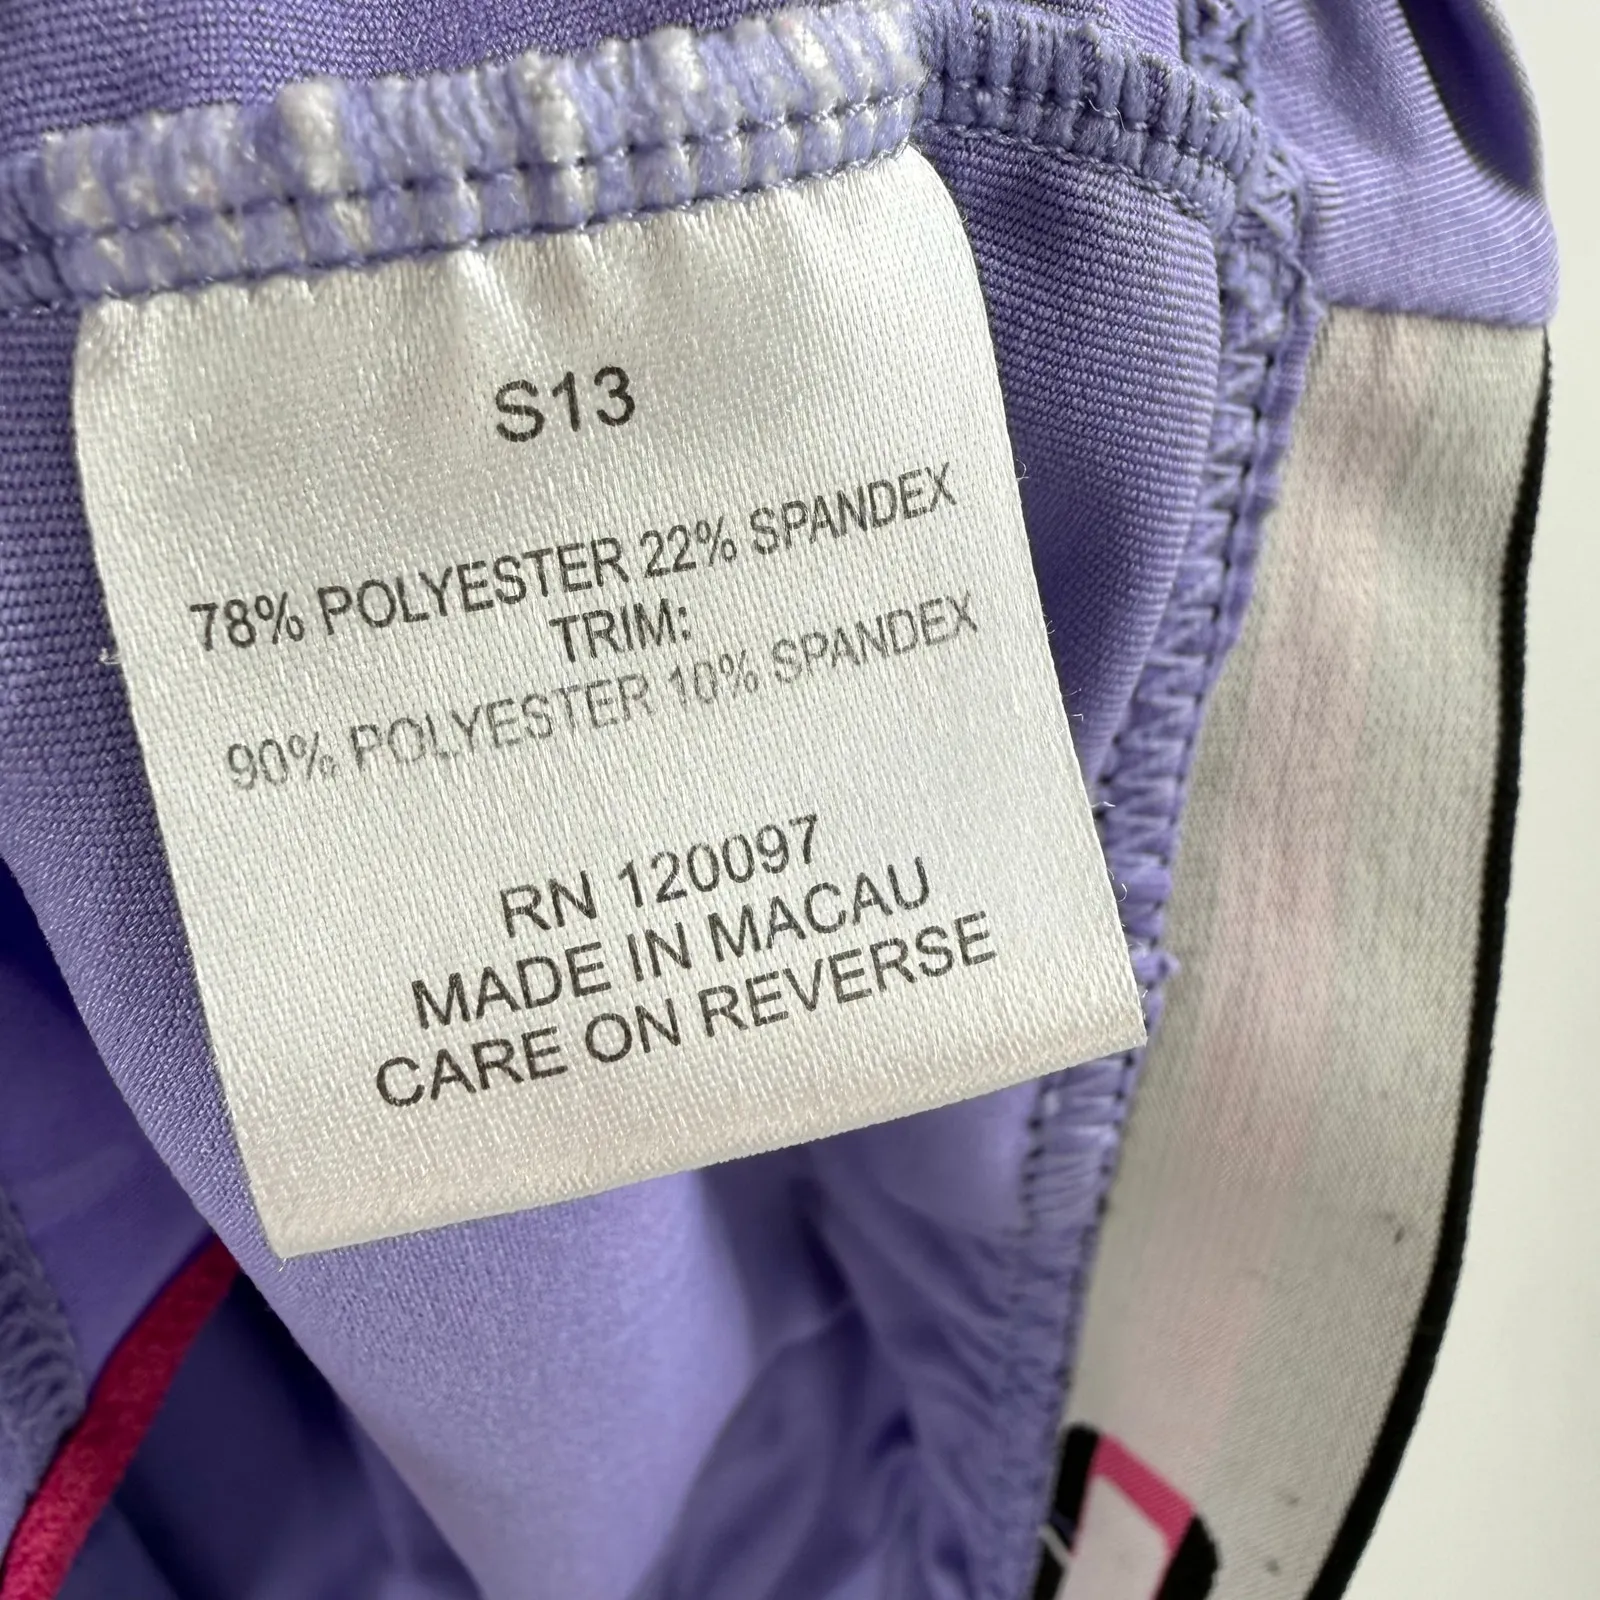 S13
78% POLYESTER 22% SPANDEX
TRIM:
90% POLYESTER 10% SPANDEX
RN 120097
MADE IN MACAU
CARE ON REVERSE